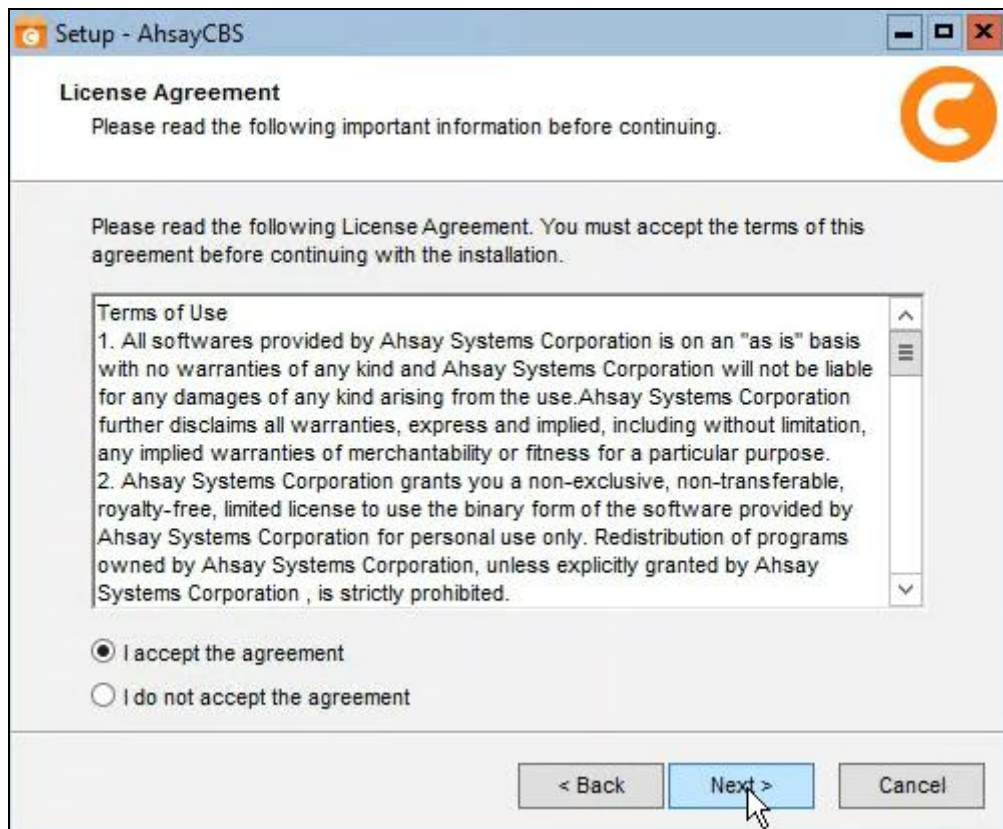 Setup - AhsayCBS
License Agreement
Please read the following important information before continuing.
Please read the following License Agreement. You must accept the terms of this
agreement before continuing with the installation.
Terms of Use
1. All softwares provided by Ahsay Systems Corporation is on an "as is" basis
with no warranties of any kind and Ahsay Systems Corporation will not be liable
for any damages of any kind arising from the use.Ahsay Systems Corporation
further disclaims all warranties, express and implied, including without limitation,
any implied warranties of merchantability or fitness for a particular purpose.
2. Ahsay Systems Corporation grants you a non-exclusive, non-transferable,
royalty-free, limited license to use the binary form of the software provided by
Ahsay Systems Corporation for personal use only. Redistribution of programs
owned by Ahsay Systems Corporation, unless explicitly granted by Ahsay
Systems Corporation , is strictly prohibited.
I accept the agreement
I do not accept the agreement
< Back
Next >
Cancel